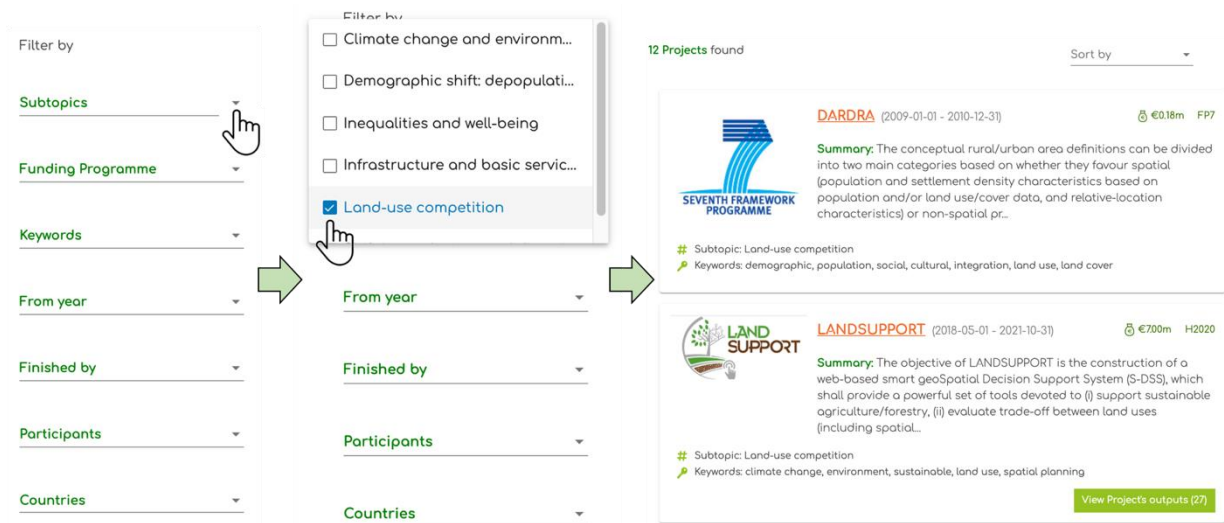 Filter by
Subtopics
Funding Programme
Keywords
From year
Finished by
Participants
Countries
Filter by
Climate change and environm...
Demographic shift: depopulati...
Inequalities and well-being
Infrastructure and basic servic...
Land-use competition
From year
Finished by
Participants
Countries
12 Projects found
Sort by
SEVENTH FRAMEWORK
PROGRAMME
DARDRA (2009-01-01 - 2010-12-31) €0.18m FP7
Summary: The conceptual rural/urban area definitions can be divided
into two main categories based on whether they favour spatial
(population and settlement density characteristics based on
population and/or land use/cover data, and relative-location
characteristics) or non-spatial pr...
# Subtopic: Land-use competition
Keywords: demographic, population, social, cultural, integration, land use, land cover
LAND
SUPPORT
LANDSUPPORT (2018-05-01 - 2021-10-31) €7.00m H2020
Summary: The objective of LANDSUPPORT is the construction of a
web-based smart geoSpatial Decision Support System (S-DSS), which
shall provide a powerful set of tools devoted to (i) support sustainable
agriculture/forestry, (ii) evaluate trade-off between land uses
(including spatial...
# Subtopic: Land-use competition
Keywords: climate change, environment, sustainable, land use, spatial planning
View Project's outputs (27)